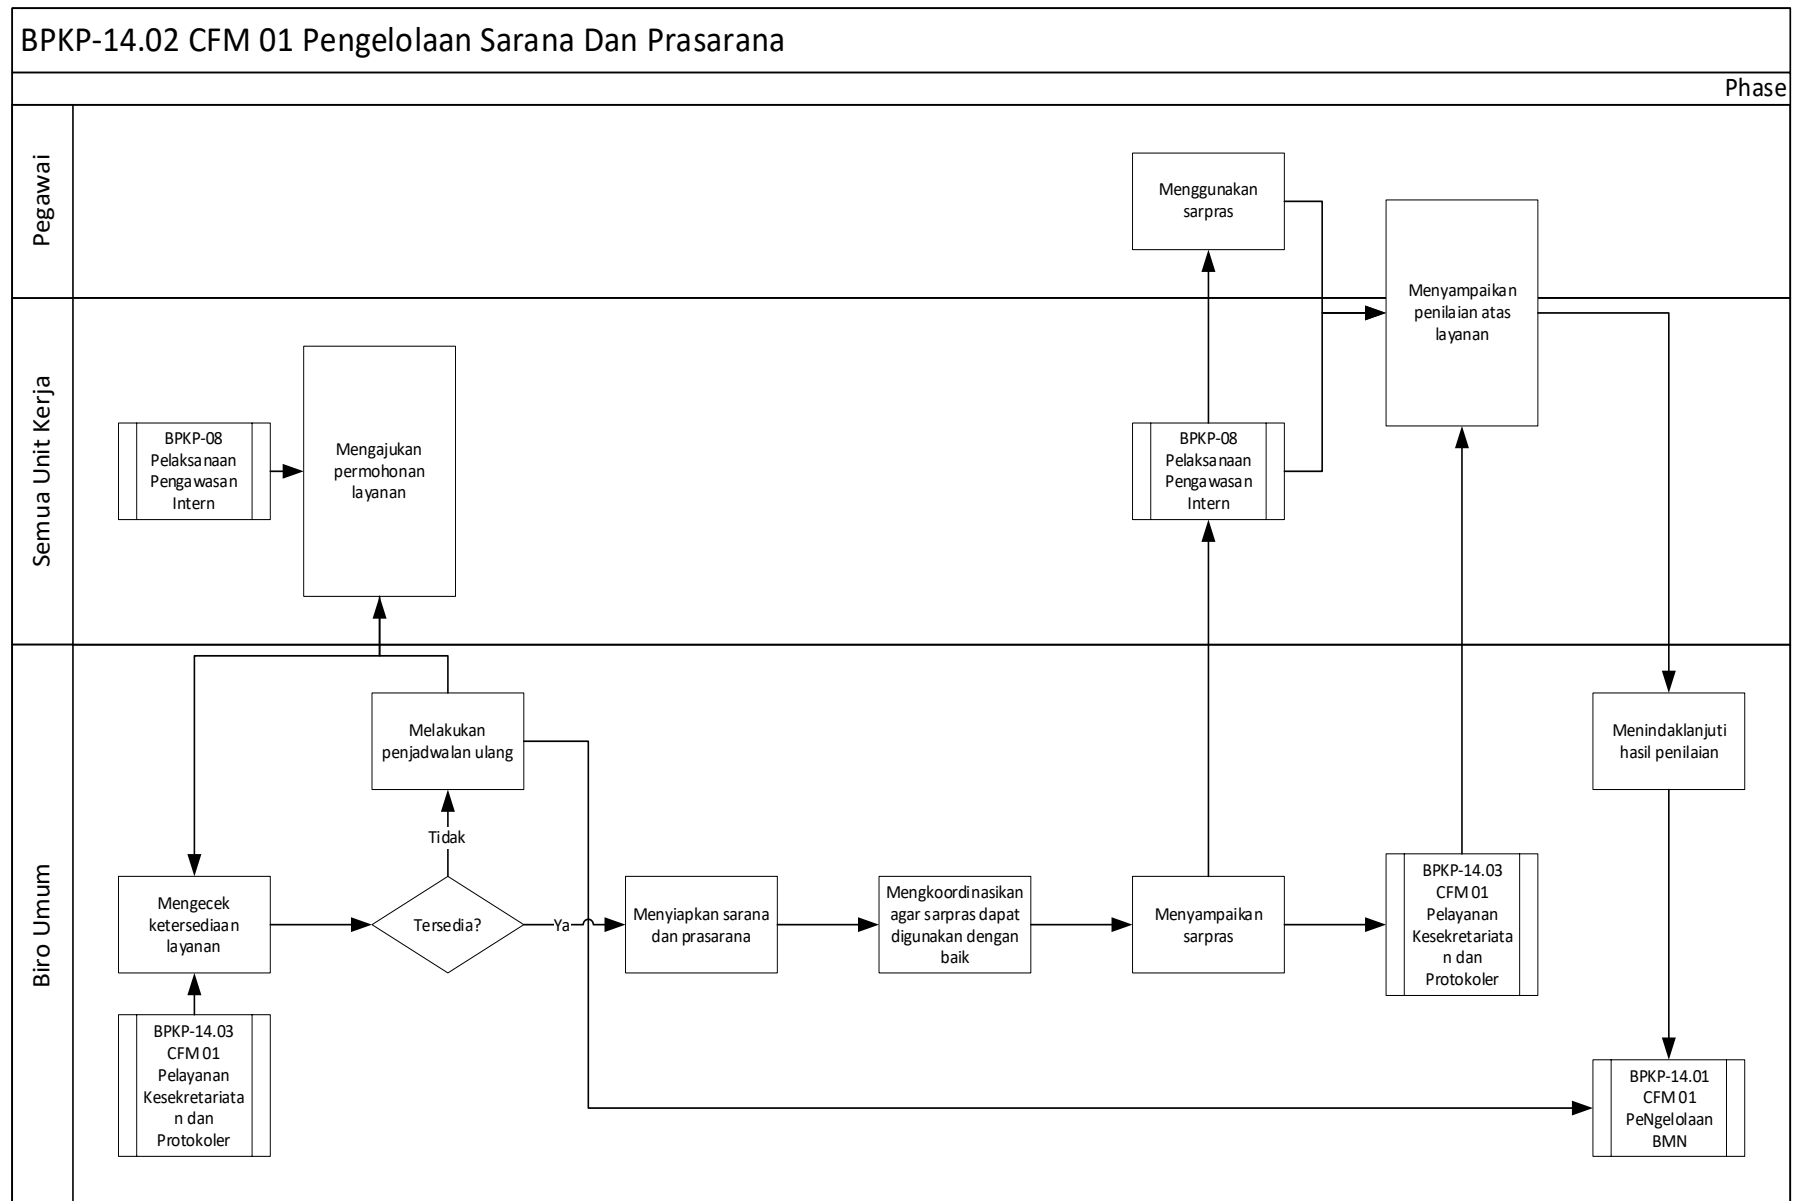 BPKP-14.02 CFM 01 Pengelolaan Sarana Dan Prasarana
Phase
Pegawai
Menggunakan
sarpras
Menyampaikan
penilaian atas
layanan
Semua Unit Kerja
BPKP-08
Pelaksanaan
Pengawasan
Intern
Mengajukan
permohonan
layanan
BPKP-08
Pelaksanaan
Pengawasan
Intern
Biro Umum
Melakukan
penjadwalan ulang
Menindaklanjuti
hasil penilaian
Tidak
Mengecek
ketersediaan
layanan
Tersedia?
Ya
Menyiapkan sarana
dan prasarana
Mengkoordinasikan
agar sarpras dapat
digunakan dengan
baik
Menyampaikan
sarpras
BPKP-14.03
CFM 01
Pelayanan
Kesekretariata
n dan
Protokoler
BPKP-14.03
CFM 01
Pelayanan
Kesekretariata
n dan
Protokoler
BPKP-14.01
CFM 01
PeNgelolaan
BMN